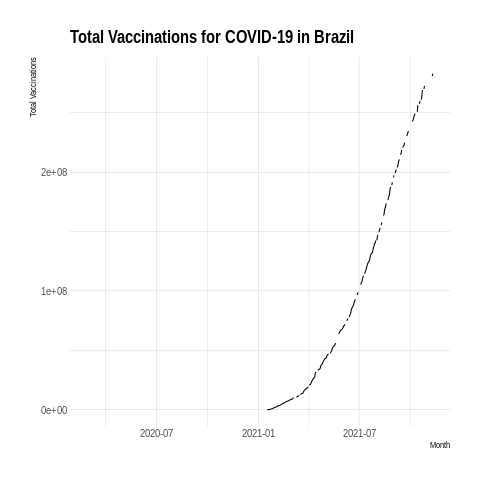 Total Vaccinations for COVID-19 in Brazil
Total Vaccinations
2e+08
1e+08
0e+00
2020-07 2021-01 2021-07
Month